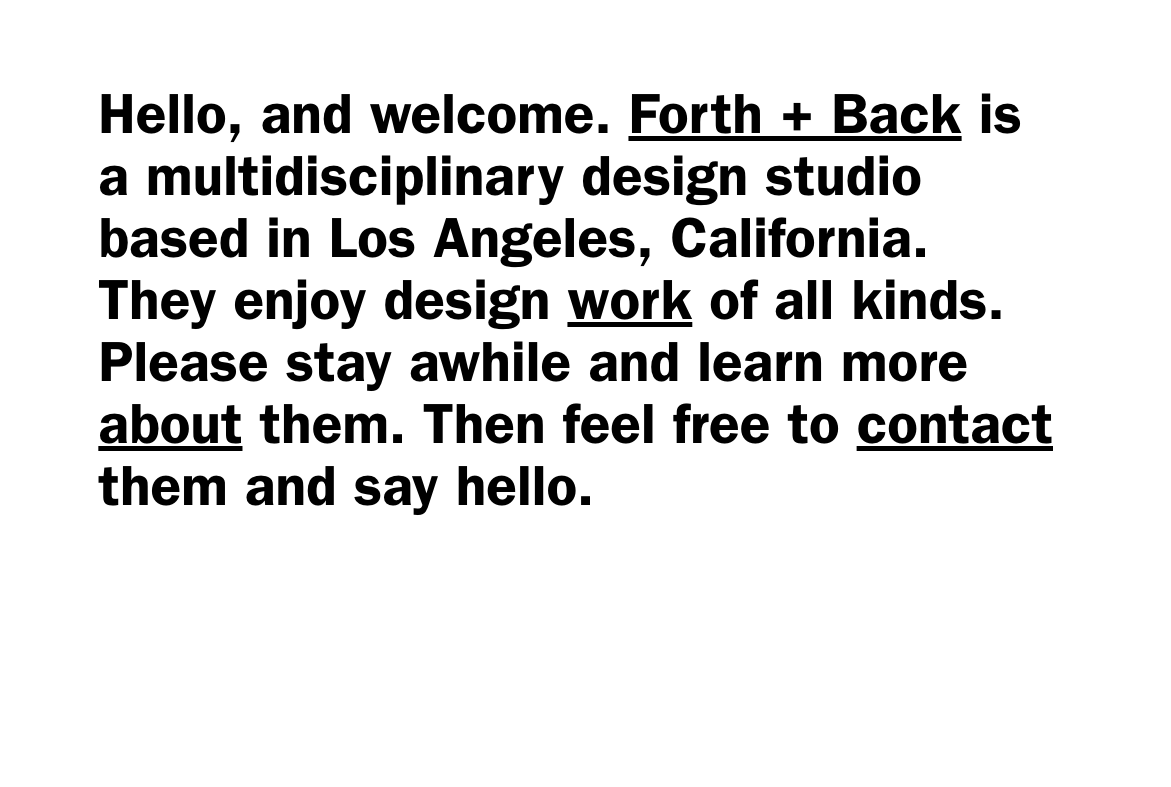 Hello, and welcome. Forth + Back is
a multidisciplinary design studio
based in Los Angeles, California.
They enjoy design work of all kinds.
Please stay awhile and learn more
about them. Then feel free to contact
them and say hello.